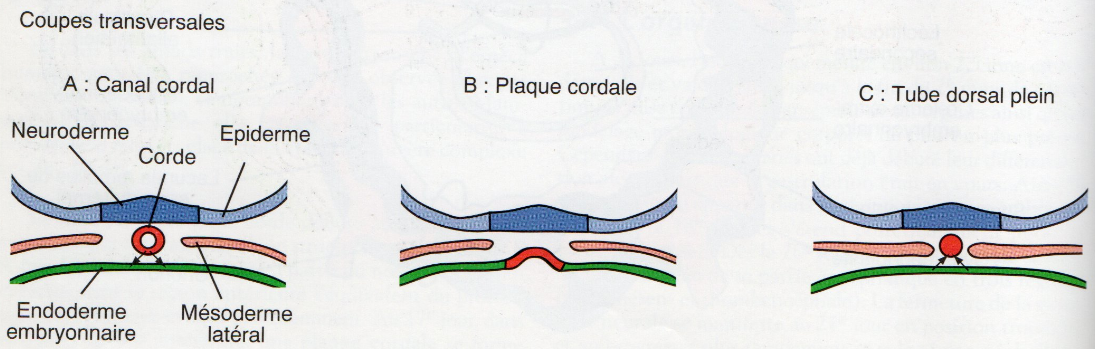 Coupes transversales
A : Canal cordal
B : Plaque cordale
C : Tube dorsal plein
Neuroderme
Epiderme
Corde
Endoderme
embryonnaire
Mésoderme
latéral